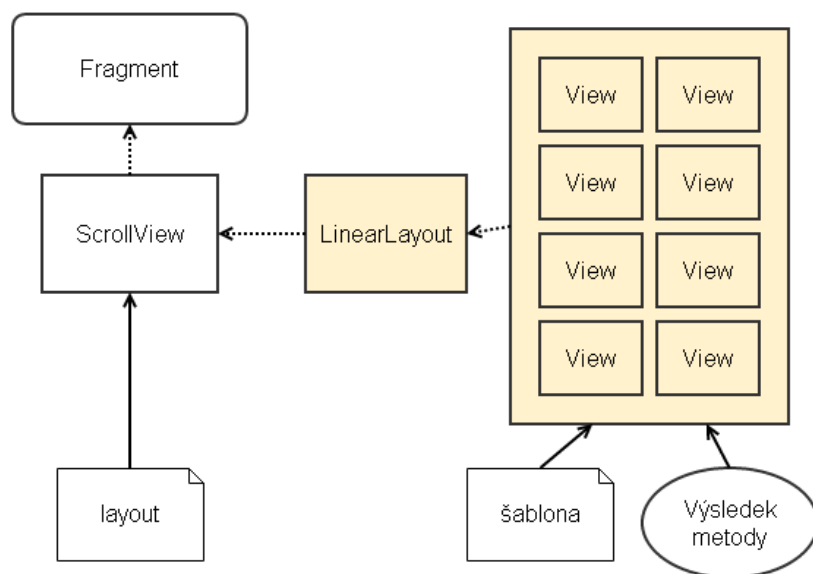 Fragment
View
View
View
View
ScrollView
LinearLayout
View
View
View
View
layout
šablona
Výsledek
metody